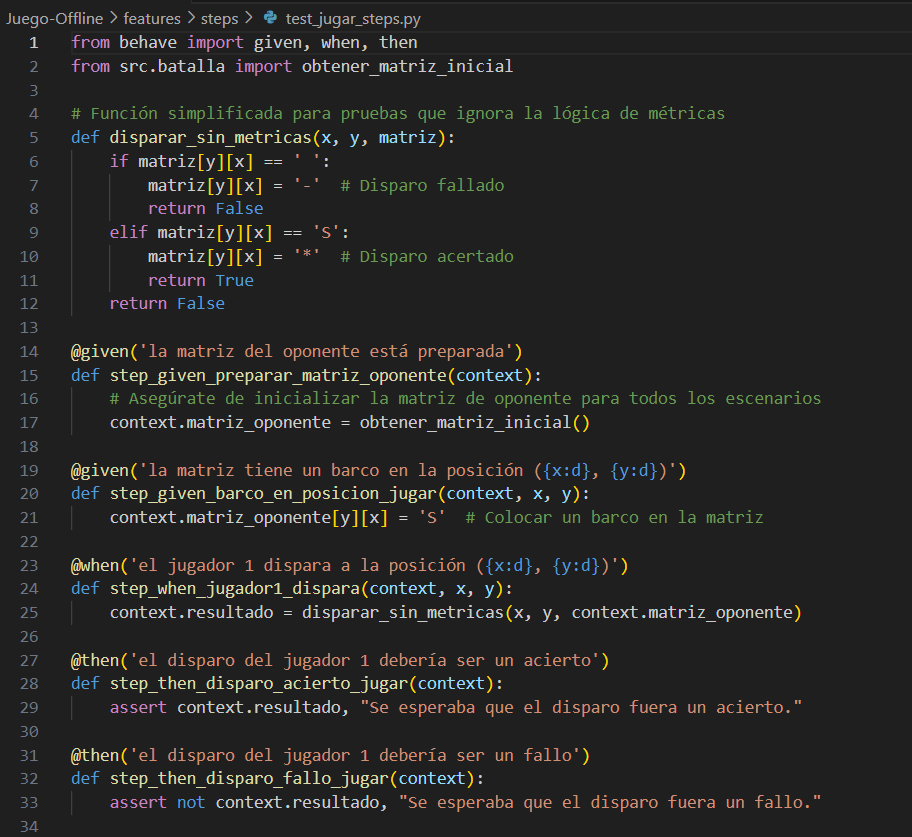 Juego-Offline > features > steps > test_jugar_steps.py
1 from behave import given, when, then
2 from src.batalla import obtener_matriz_inicial
3
4 # Función simplificada para pruebas que ignora la lógica de métricas
5 def disparar_sin_metricas(x, y, matriz):
6     if matriz[y][x] == ' ':
7         matriz[y][x] = '-'  # Disparo fallado
8         return False
9     elif matriz[y][x] == 'S':
10         matriz[y][x] = '*'  # Disparo acertado
11         return True
12     return False
13
14 @given('la matriz del oponente está preparada')
15 def step_given_preparar_matriz_oponente(context):
16     # Asegúrate de inicializar la matriz de oponente para todos los escenarios
17     context.matriz_oponente = obtener_matriz_inicial()
18
19 @given('la matriz tiene un barco en la posición ({x:d}, {y:d})')
20 def step_given_barco_en_posicion_jugar(context, x, y):
21     context.matriz_oponente[y][x] = 'S'  # Colocar un barco en la matriz
22
23 @when('el jugador 1 dispara a la posición ({x:d}, {y:d})')
24 def step_when_jugador1_dispara(context, x, y):
25     context.resultado = disparar_sin_metricas(x, y, context.matriz_oponente)
26
27 @then('el disparo del jugador 1 debería ser un acierto')
28 def step_then_disparo_acierto_jugar(context):
29     assert context.resultado, "Se esperaba que el disparo fuera un acierto."
30
31 @then('el disparo del jugador 1 debería ser un fallo')
32 def step_then_disparo_fallo_jugar(context):
33     assert not context.resultado, "Se esperaba que el disparo fuera un fallo."
34